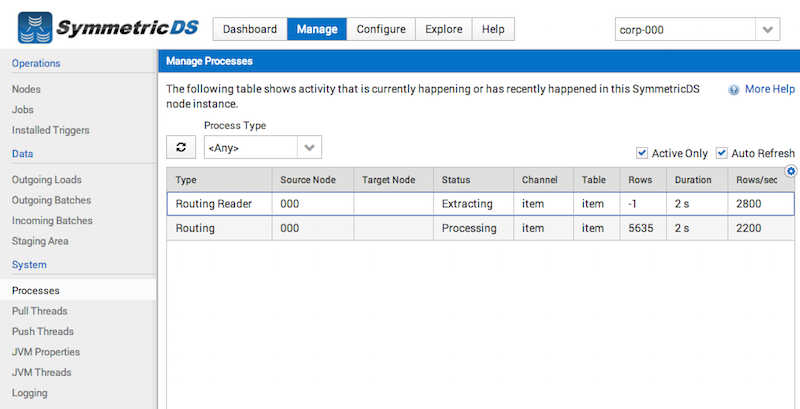 SymmetricDS
Dashboard Manage Configure Explore Help
corp-000
Operations
Nodes
Jobs
Installed Triggers
Data
Outgoing Loads
Outgoing Batches
Incoming Batches
Staging Area
System
Processes
Pull Threads
Push Threads
JVM Properties
JVM Threads
Logging
Manage Processes
The following table shows activity that is currently happening or has recently happened in this SymmetricDS
node instance.
More Help
Process Type
<Any>
Active Only Auto Refresh
Type Source Node Target Node Status Channel Table Rows Duration Rows/sec
Routing Reader 000 Extracting item item -1 2 s 2800
Routing 000 Processing item item 5635 2 s 2200